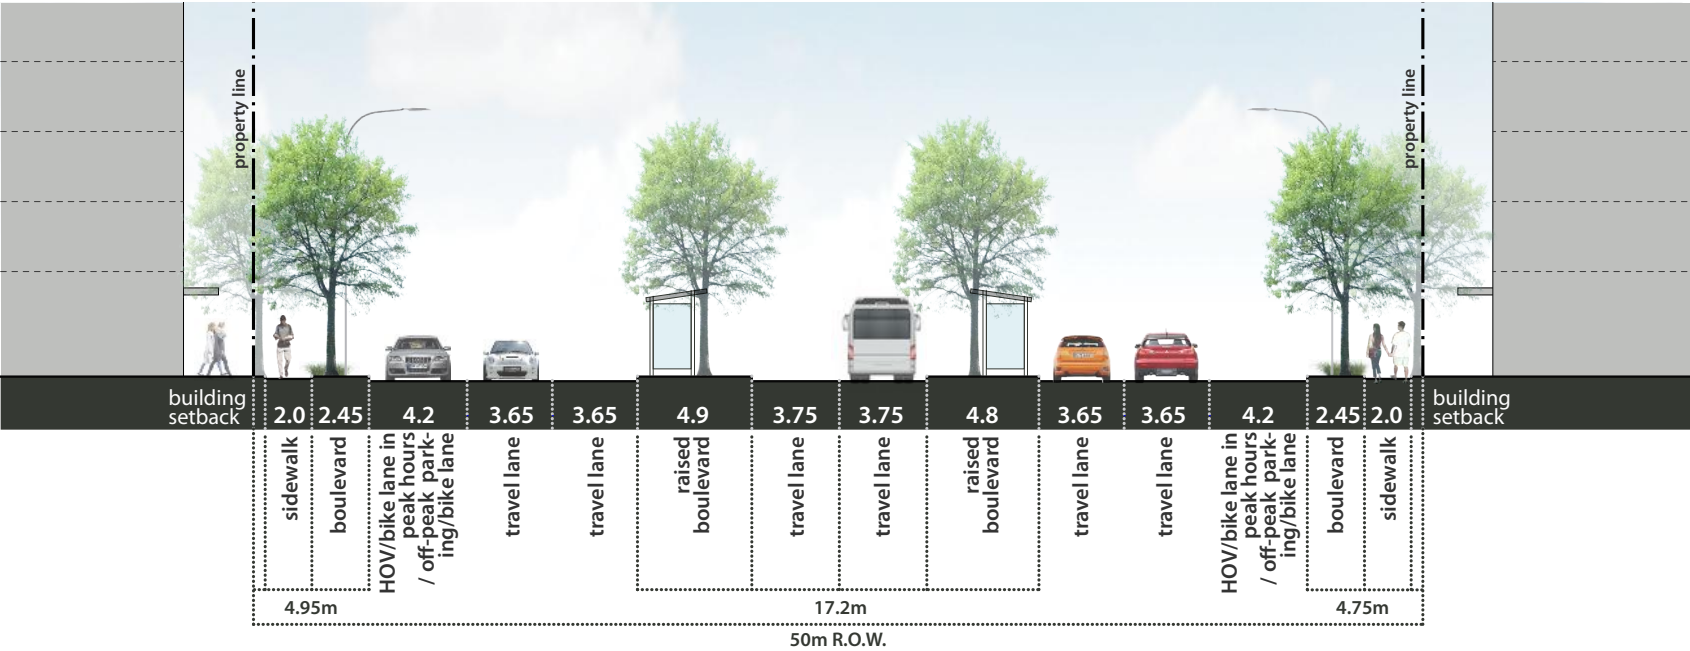 property line
property line
building
setback
2.0
2.45
4.2
3.65
3.65
4.9
3.75
3.75
4.8
3.65
3.65
4.2
2.45
2.0
building
setback
sidewalk
boulevard
HOV/bike lane in
peak hours
/ off-peak park-
ing/bike lane
travel lane
travel lane
raised
boulevard
travel lane
travel lane
raised
boulevard
travel lane
travel lane
HOV/bike lane in
peak hours
/ off-peak park-
ing/bike lane
boulevard
sidewalk
4.95m
17.2m
4.75m
50m R.O.W.